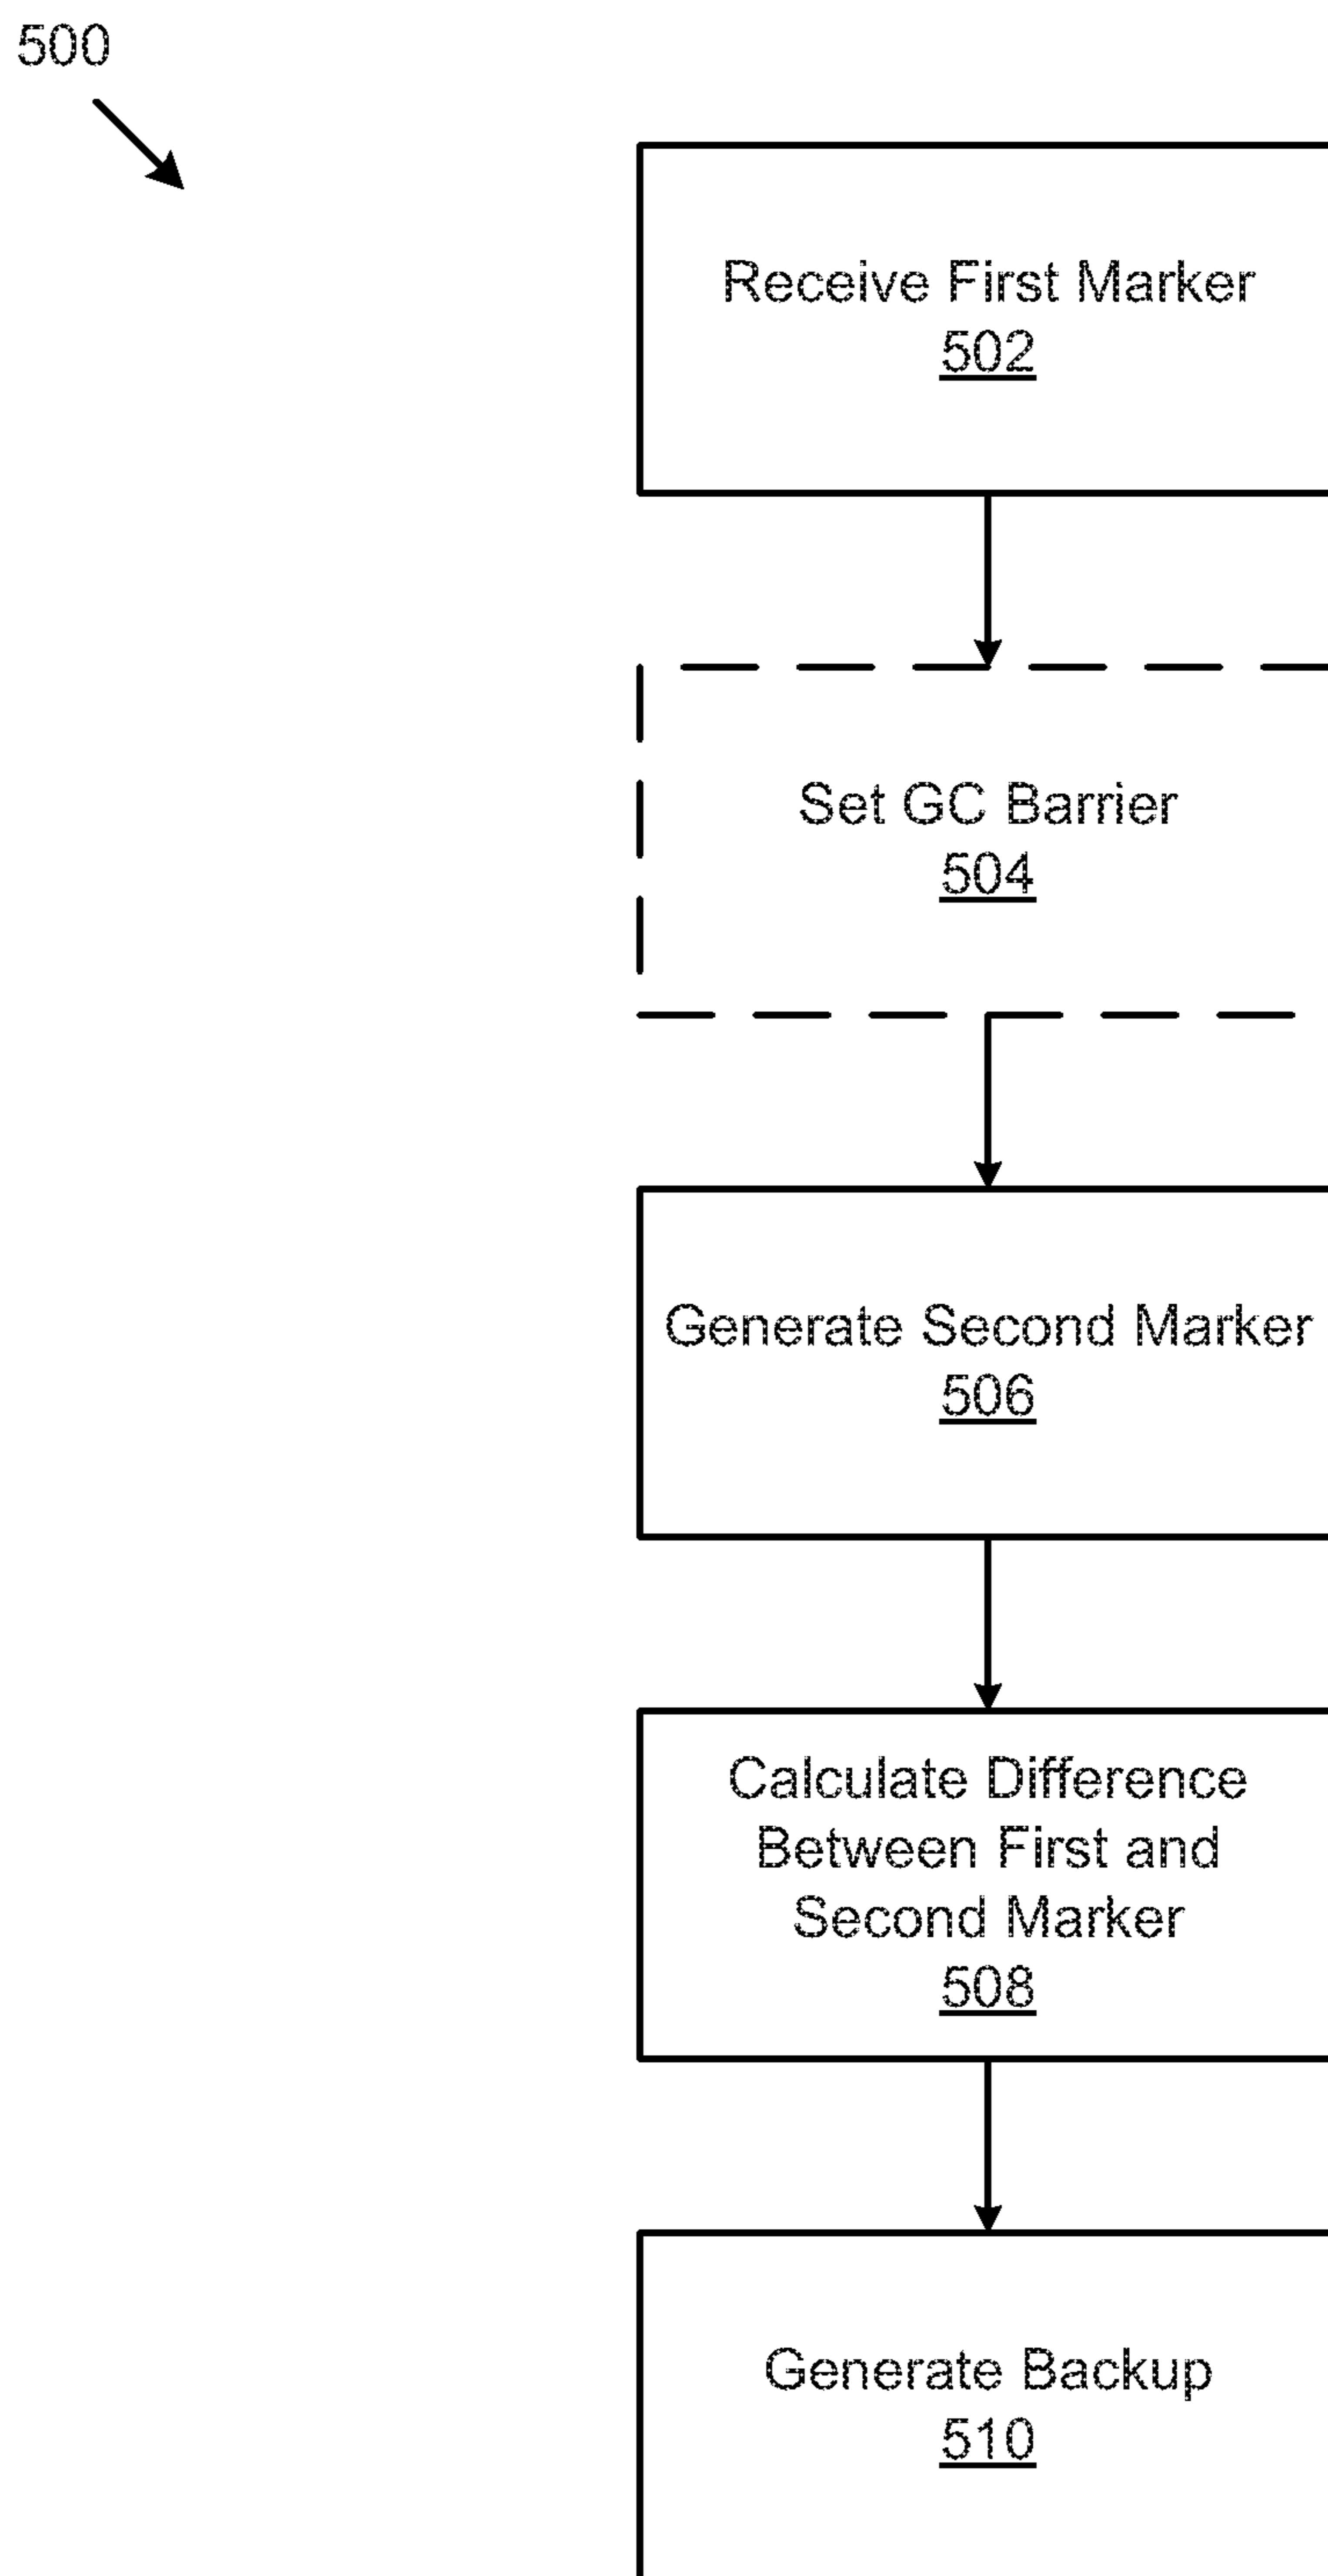 500
Receive First Marker
502
Set GC Barrier
504
Generate Second Marker
506
Calculate Difference
Between First and
Second Marker
508
Generate Backup
510